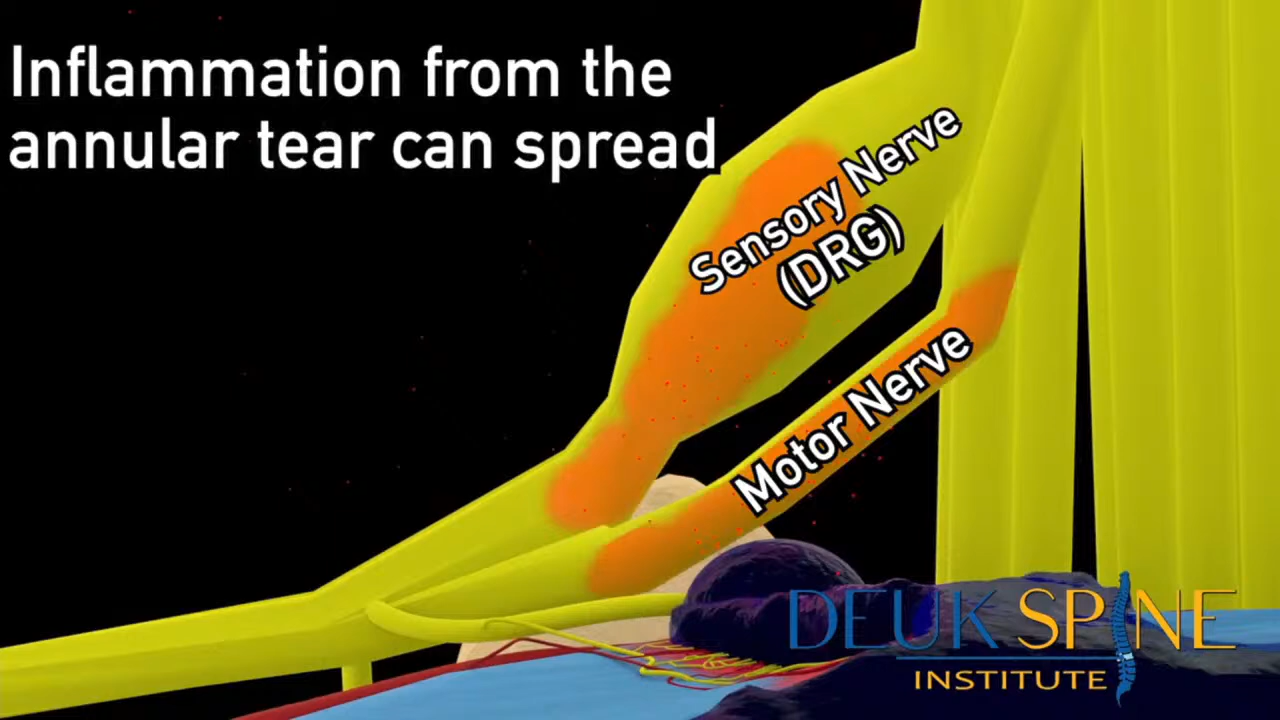 Inflammation from the
annular tear can spread
Sensory Nerve
(DRG)
Motor Nerve
DEUK SPINE
INSTITUTE